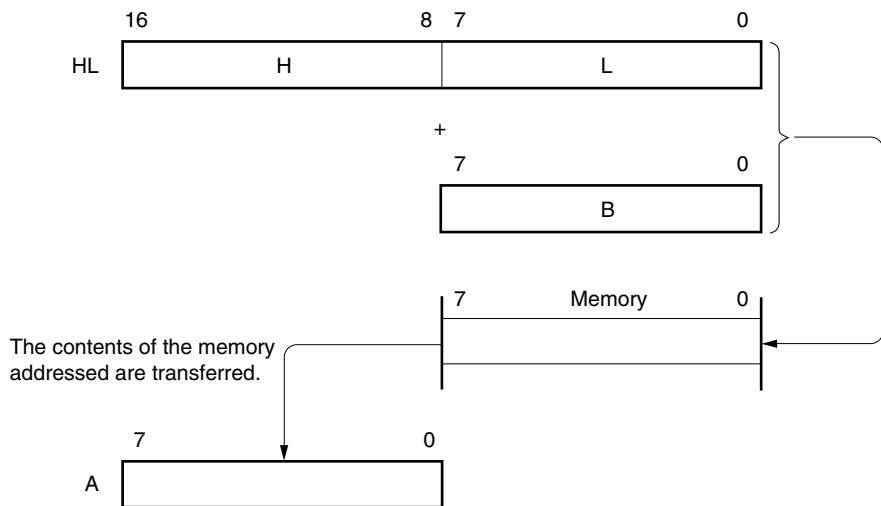 16 8 7 0
HL H L
+
7 0
B
7 Memory 0
The contents of the memory
addressed are transferred.
7 0
A